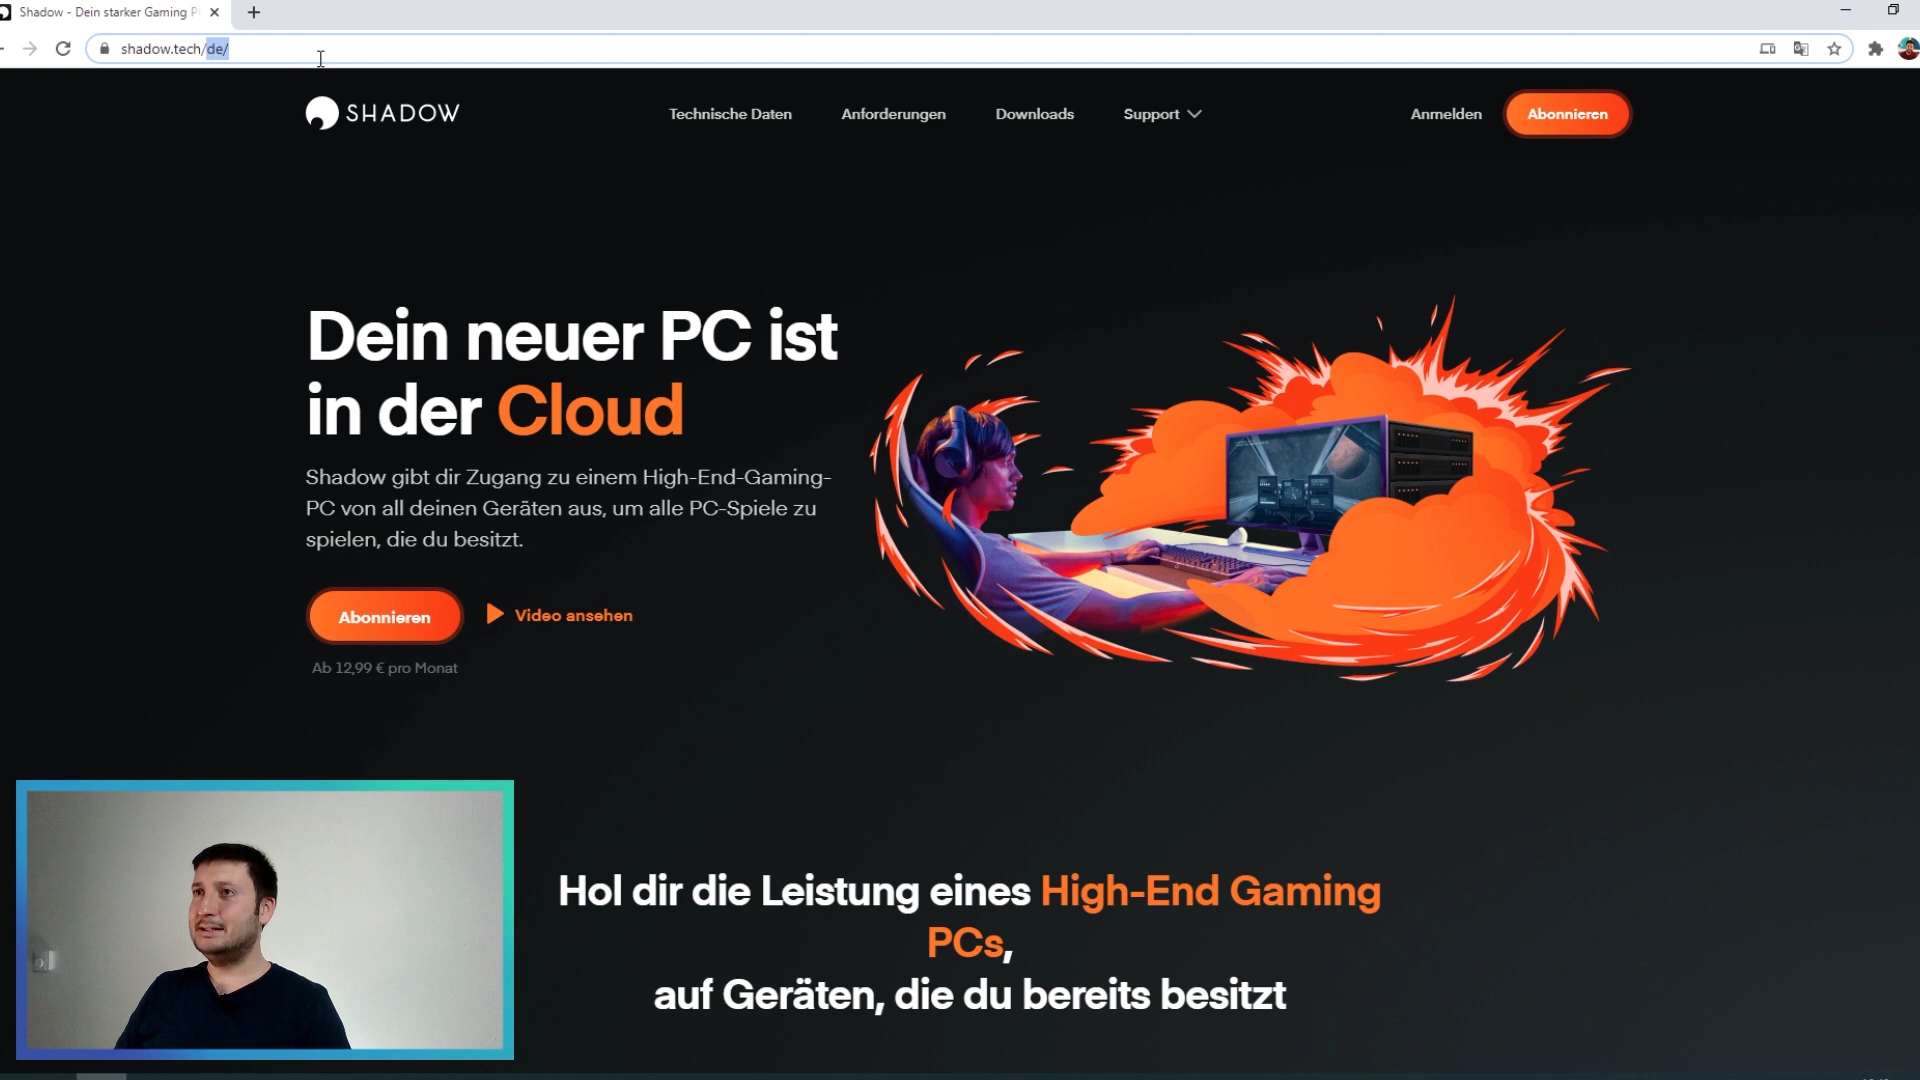 Shadow - Dein starker Gaming P
shadow.tech/de/
SHADOW
Technische Daten
Anforderungen
Downloads
Support
Anmelden
Abonnieren
Dein neuer PC ist
in der Cloud
Shadow gibt dir Zugang zu einem High-End-Gaming-
PC von all deinen Geräten aus, um alle PC-Spiele zu
spielen, die du besitzt.
Abonnieren
Video ansehen
Ab 12,99 € pro Monat
Hol dir die Leistung eines High-End Gaming
PCs,
auf Geräten, die du bereits besitzt